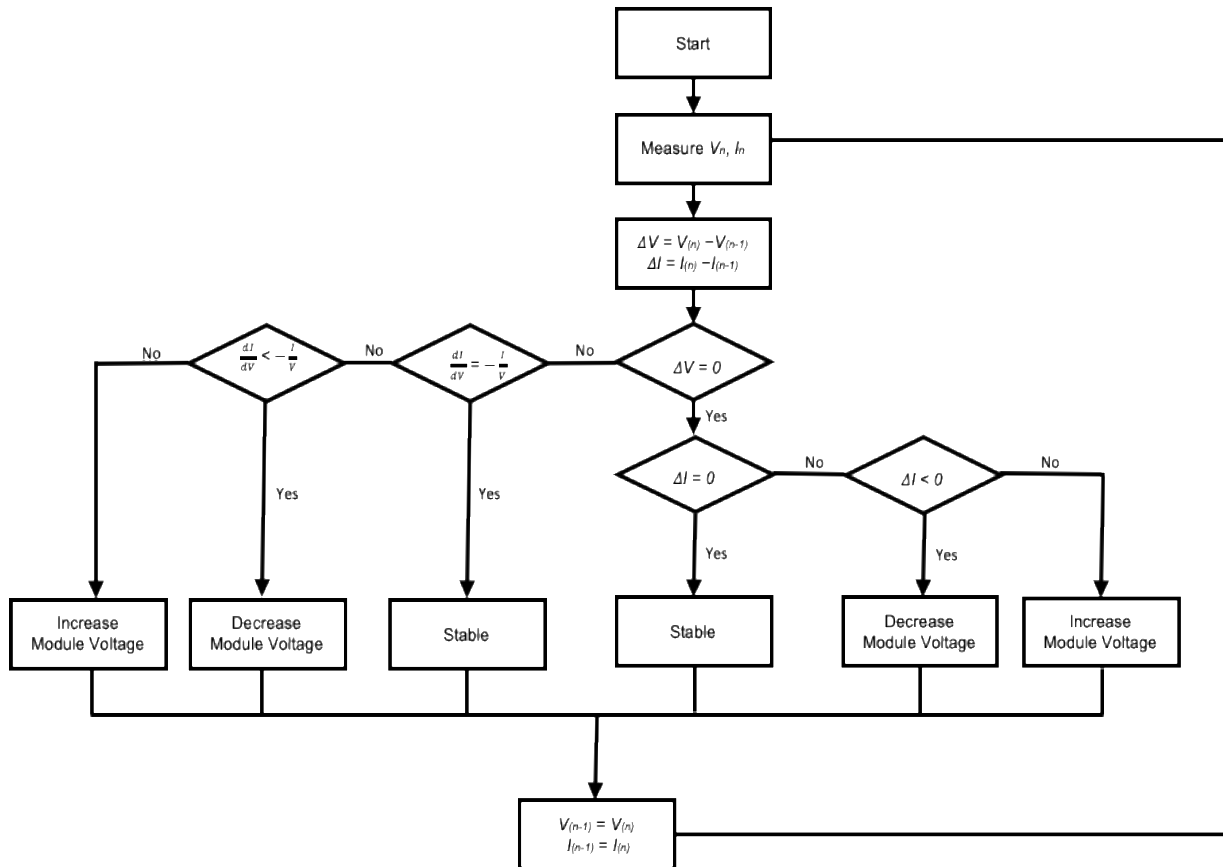 Start
Measure Vn, In
ΔV = V(n) −V(n-1)
ΔI = I(n) −I(n-1)
No
dI/dV < − I/V
No
dI/dV = − I/V
No
ΔV = 0
Yes
ΔI = 0
No
ΔI < 0
No
Yes
Yes
Yes
Yes
Increase
Module Voltage
Decrease
Module Voltage
Stable
Stable
Decrease
Module Voltage
Increase
Module Voltage
V(n-1) = V(n)
I(n-1) = I(n)